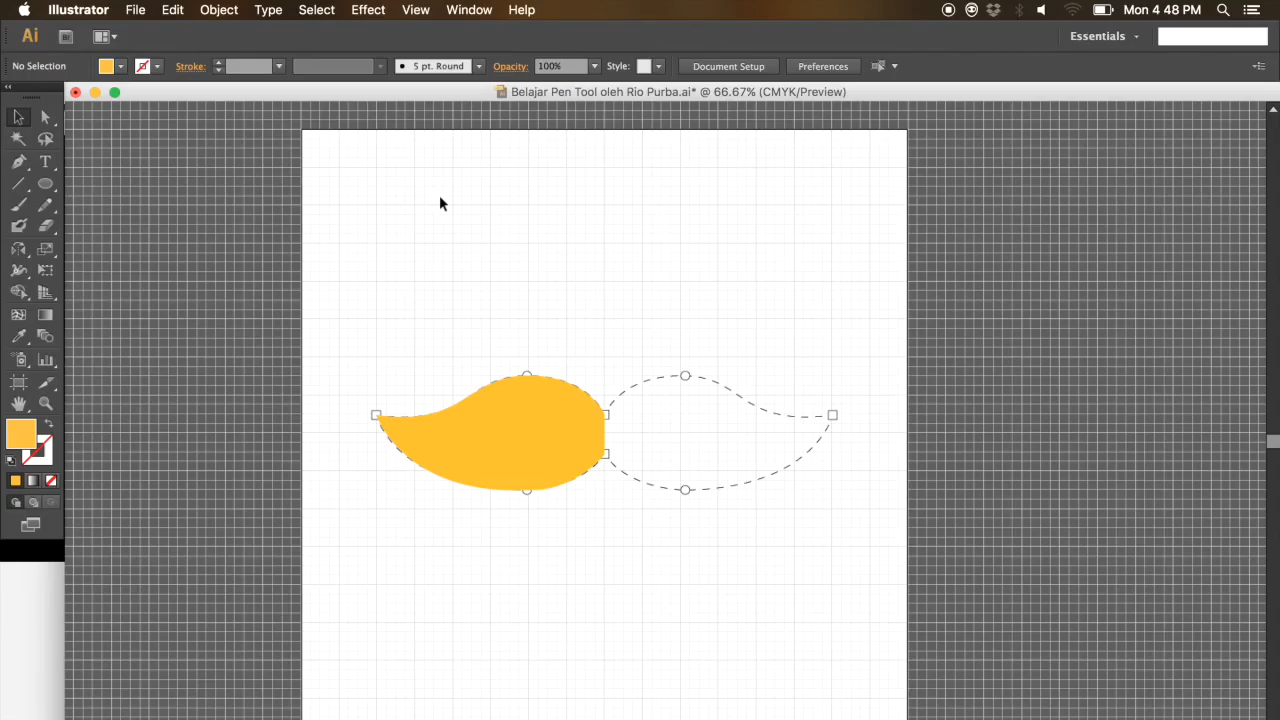 Illustrator File Edit Object Type Select Effect View Window Help Mon 4 48 PM
Ai Br Essentials
No Selection Stroke: 5 pt. Round Opacity: 100% Style: Document Setup Preferences
Belajar Pen Tool oleh Rio Purba.ai* @ 66.67% (CMYK/Preview)